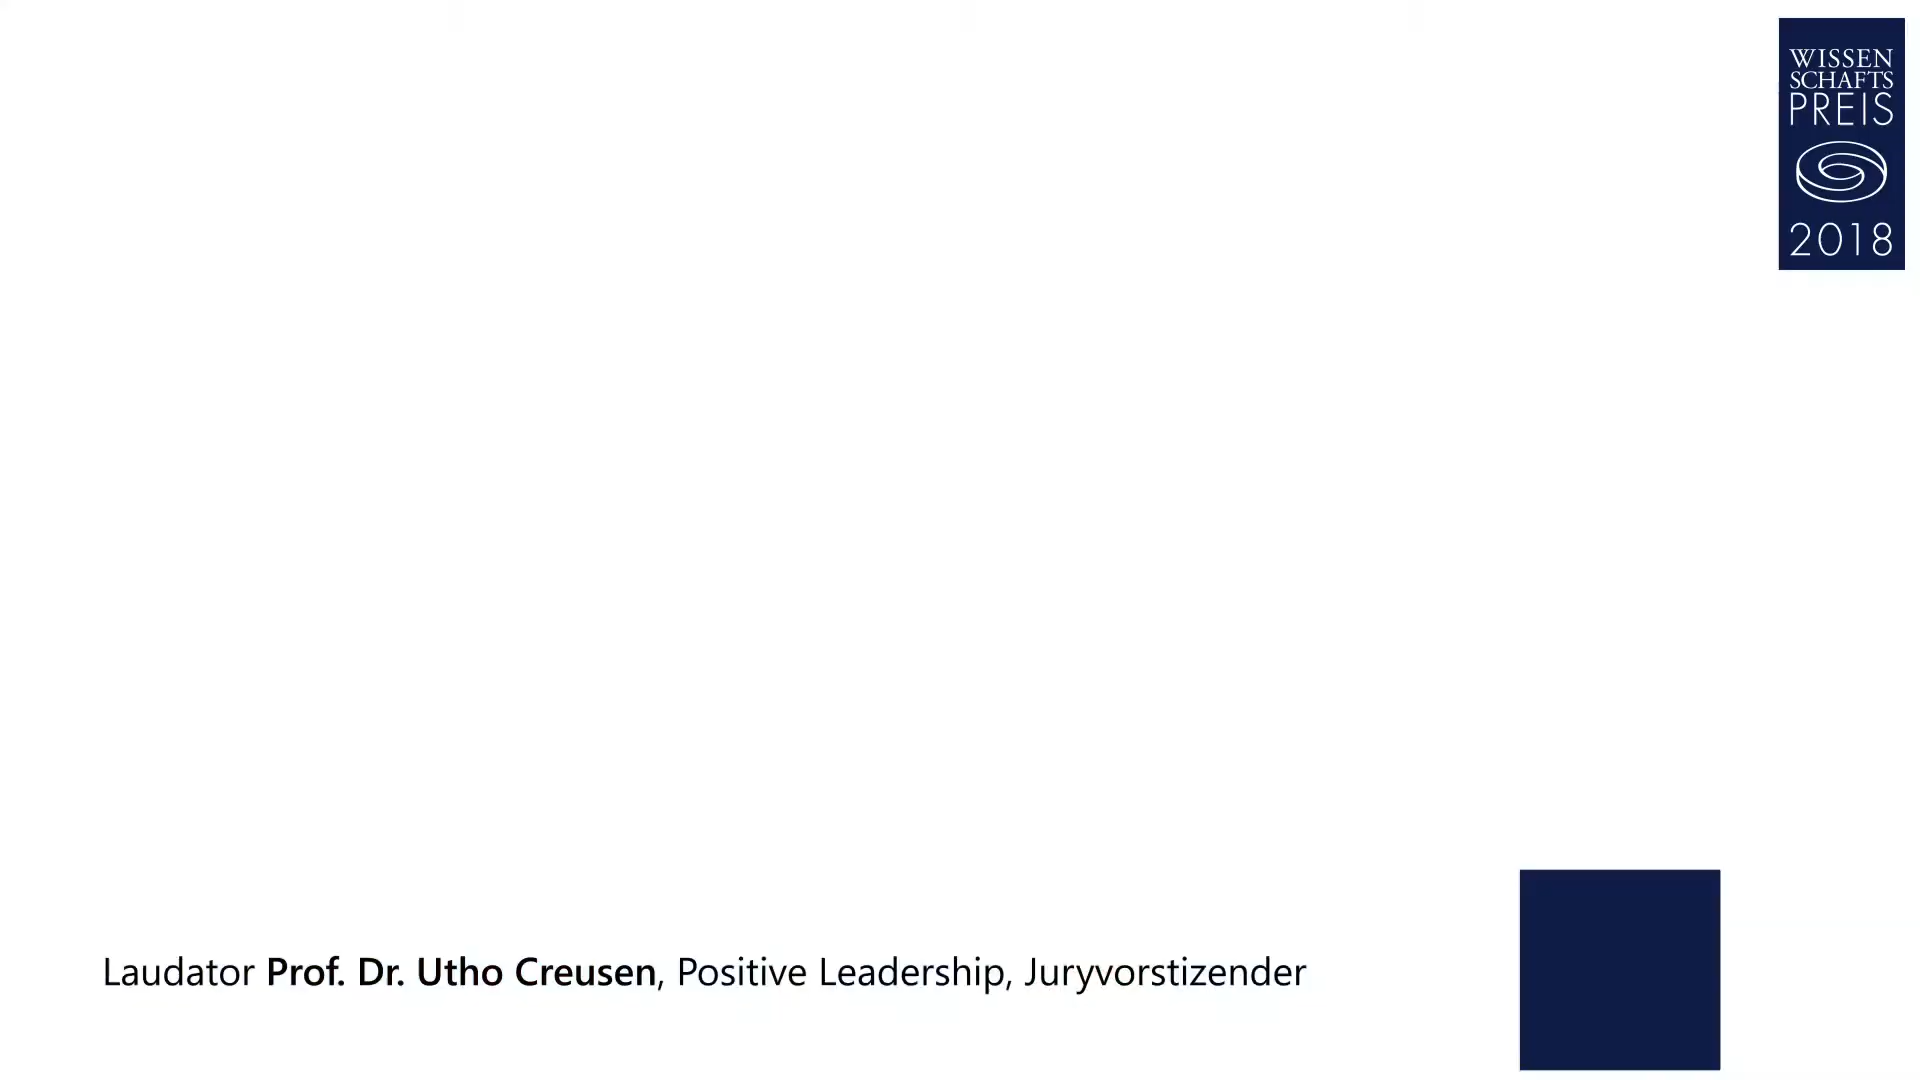 WISSEN
SCHAFTS
PREIS
2018
Laudator Prof. Dr. Utho Creusen, Positive Leadership, Juryvorstizender